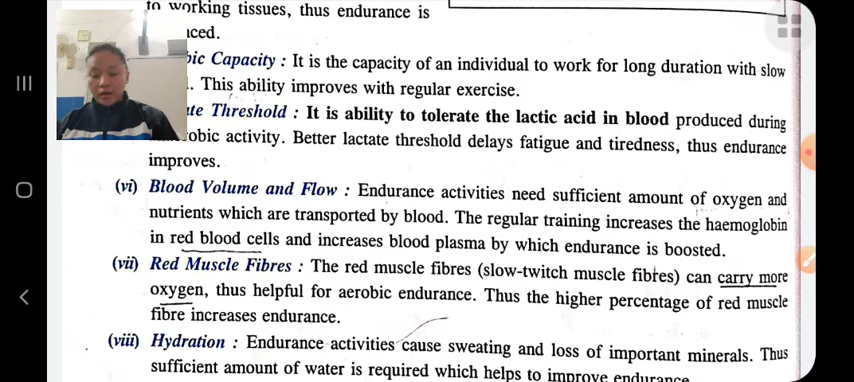 to working tissues, thus endurance is
ced.
bic Capacity : It is the capacity of an individual to work for long duration with slow
. This ability improves with regular exercise.
te Threshold : It is ability to tolerate the lactic acid in blood produced during
obic activity. Better lactate threshold delays fatigue and tiredness, thus endurance
improves.
(vi) Blood Volume and Flow : Endurance activities need sufficient amount of oxygen and
nutrients which are transported by blood. The regular training increases the haemoglobin
in red blood cells and increases blood plasma by which endurance is boosted.
(vii) Red Muscle Fibres : The red muscle fibres (slow-twitch muscle fibres) can carry more
oxygen, thus helpful for aerobic endurance. Thus the higher percentage of red muscle
fibre increases endurance.
(viii) Hydration : Endurance activities cause sweating and loss of important minerals. Thus
sufficient amount of water is required which helps to improve endurance